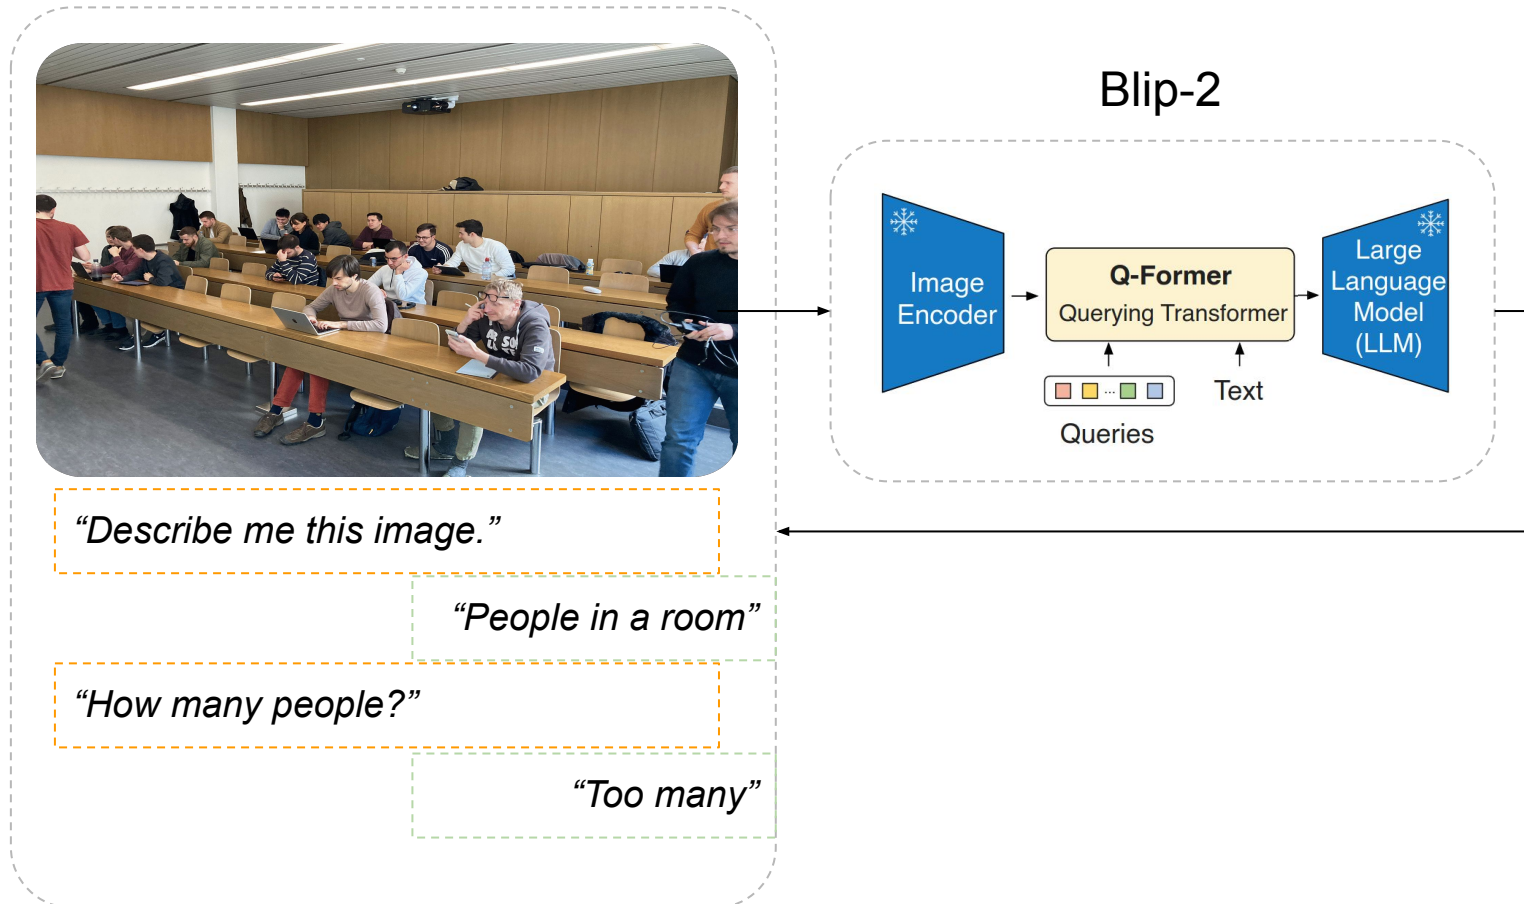 Blip-2
Image
Encoder
Q-Former
Querying Transformer
Large
Language
Model
(LLM)
...
Queries
Text
“Describe me this image.”
“People in a room”
“How many people?”
“Too many”